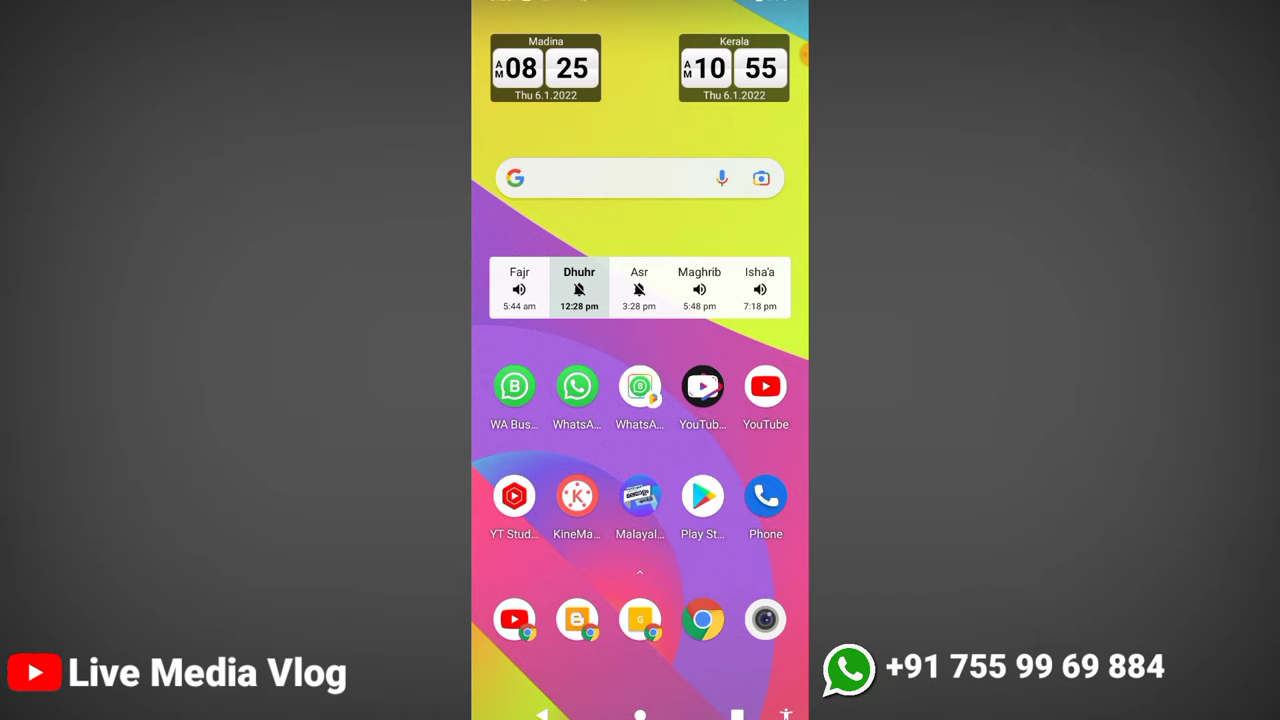 Madina
AM 08 25
Thu 6.1.2022
Kerala
AM 10 55
Thu 6.1.2022
Fajr Dhuhr Asr Maghrib Isha'a
5:44 am 12:28 pm 3:28 pm 5:48 pm 7:18 pm
WA Bus... WhatsA... WhatsA... YouTub... YouTube
YT Stud... KineMa... Malayal... Play St... Phone
Live Media Vlog
+91 755 99 69 884